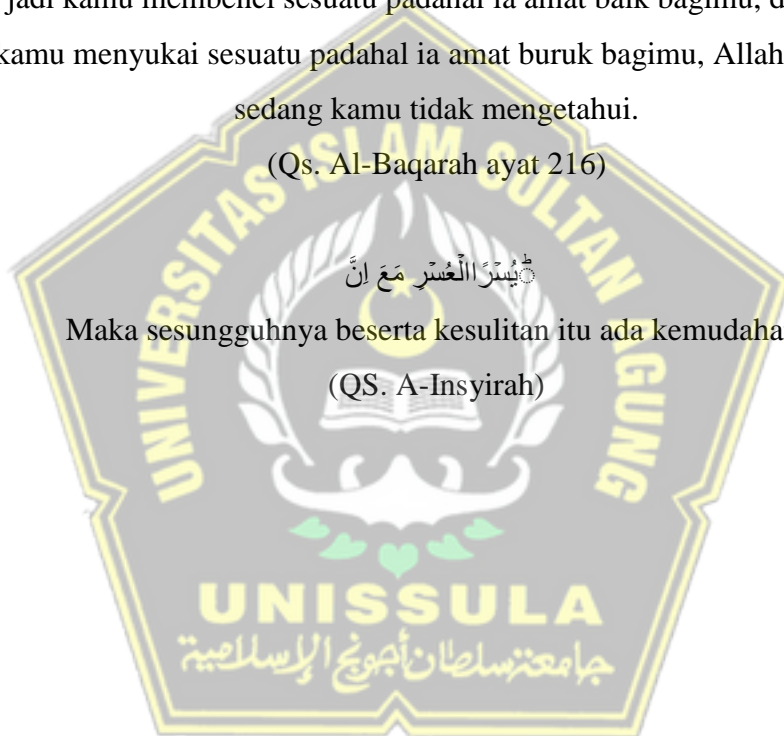 jadi kamu membenci sesuatu padahal ia amat baik bagimu, d
kamu menyukai sesuatu padahal ia amat buruk bagimu, Allah
sedang kamu tidak mengetahui.
(Qs. Al-Baqarah ayat 216)
ؕيُسْرًاالْعُسْرِ مَعَ اِنَّ
Maka sesungguhnya beserta kesulitan itu ada kemudaha
(QS. A-Insyirah)
UNIVERSITAS ISLAM SULTAN AGUNG
UNISSULA
جامعة سلطان أجونج الإسلامية